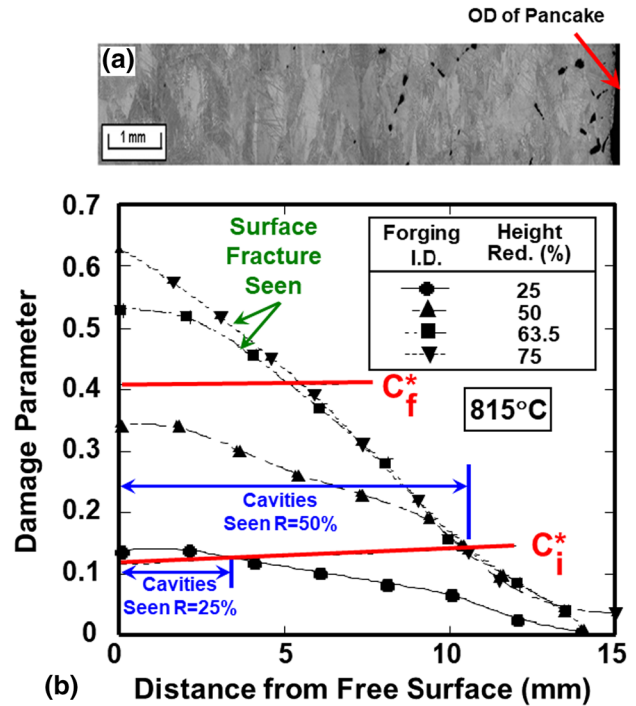 OD of Pancake
(a)
1 mm
(b)
0.7
0.6
0.5
0.4
0.3
0.2
0.1
0
Damage Parameter
Surface
Fracture
Seen
Forging Height
I.D. Red. (%)
25
50
63.5
75
C*f
815°C
Cavities
Seen R=50%
C*i
Cavities
Seen R=25%
0 5 10 15
Distance from Free Surface (mm)